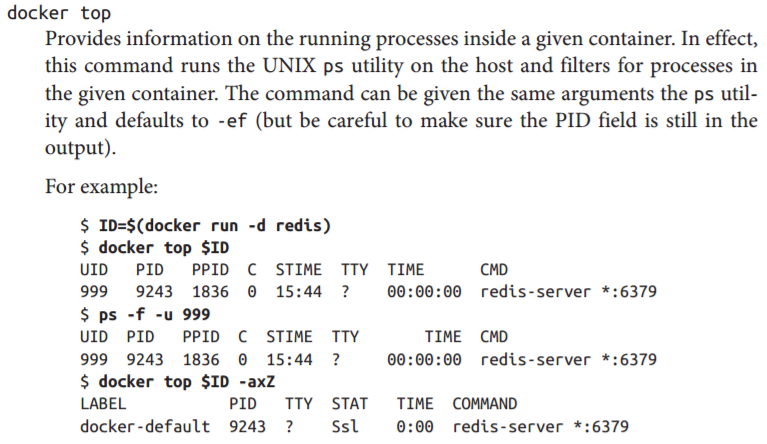 docker top
Provides information on the running processes inside a given container. In effect,
this command runs the UNIX ps utility on the host and filters for processes in
the given container. The command can be given the same arguments the ps util-
ity and defaults to -ef (but be careful to make sure the PID field is still in the
output).
For example:
$ ID=$(docker run -d redis)
$ docker top $ID
UID PID PPID C STIME TTY TIME CMD
999 9243 1836 0 15:44 ? 00:00:00 redis-server *:6379
$ ps -f -u 999
UID PID PPID C STIME TTY TIME CMD
999 9243 1836 0 15:44 ? 00:00:00 redis-server *:6379
$ docker top $ID -axZ
LABEL PID TTY STAT TIME COMMAND
docker-default 9243 ? Ssl 0:00 redis-server *:6379